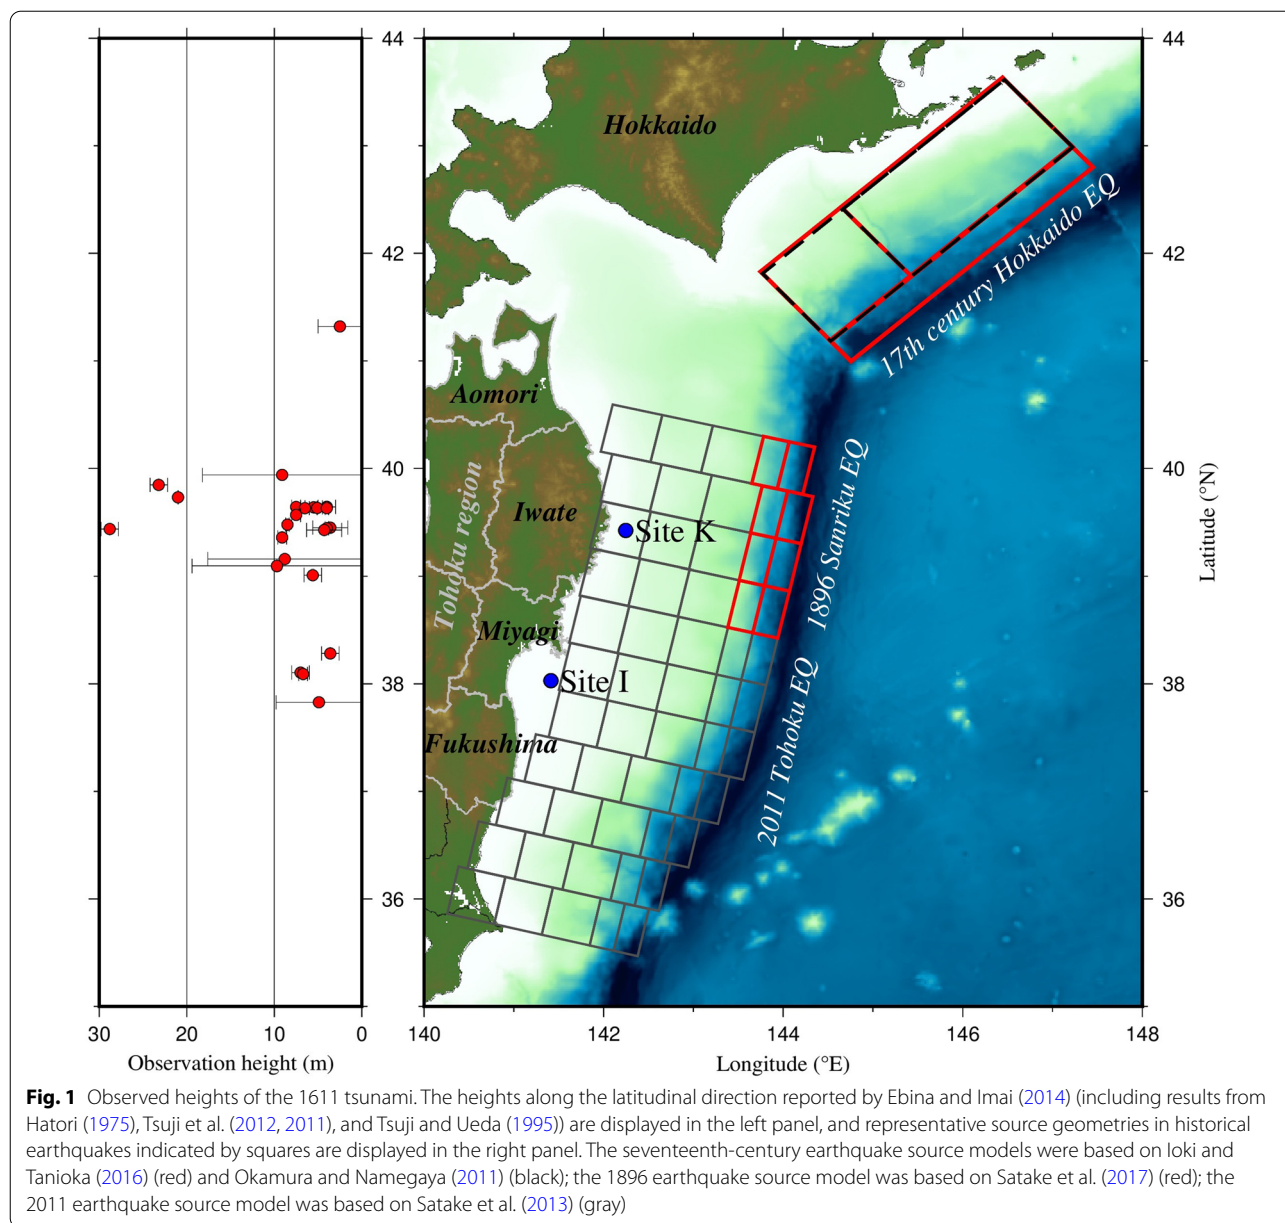 44
42
40
38
36
30
20
10
0
Observation height (m)
Hokkaido
Aomori
Iwate
Tohoku region
Miyagi
Fukushima
Site K
Site I
17th century Hokkaido EQ
1896 Sanriku EQ
2011 Tohoku EQ
140
142
144
146
148
Longitude (°E)
44
42
40
38
36
Latitude (°N)
Fig. 1 Observed heights of the 1611 tsunami. The heights along the latitudinal direction reported by Ebina and Imai (2014) (including results from
Hatori (1975), Tsuji et al. (2012, 2011), and Tsuji and Ueda (1995)) are displayed in the left panel, and representative source geometries in historical
earthquakes indicated by squares are displayed in the right panel. The seventeenth-century earthquake source models were based on Ioki and
Tanioka (2016) (red) and Okamura and Namegaya (2011) (black); the 1896 earthquake source model was based on Satake et al. (2017) (red); the
2011 earthquake source model was based on Satake et al. (2013) (gray)